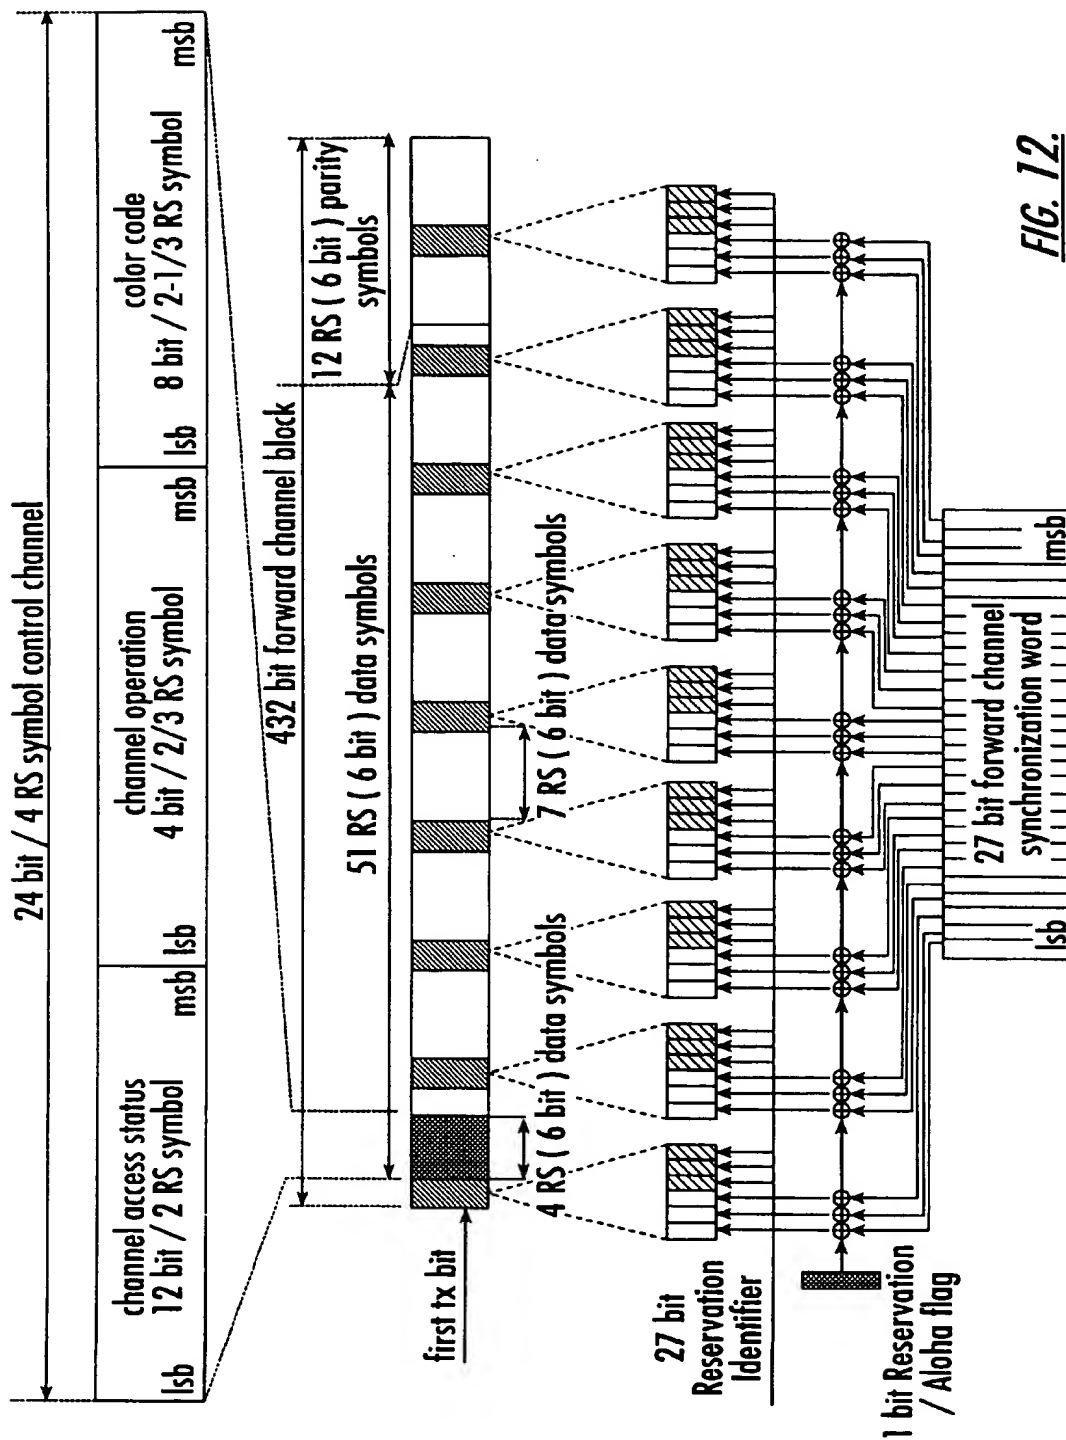 24 bit / 4 RS symbol control channel
channel access status
12 bit / 2 RS symbol
lsb
msb
channel operation
4 bit / 2/3 RS symbol
lsb
msb
color code
8 bit / 2-1/3 RS symbol
lsb
msb
432 bit forward channel block
51 RS ( 6 bit ) data symbols
12 RS ( 6 bit ) parity
symbols
first tx bit
4 RS ( 6 bit ) data symbols
7 RS ( 6 bit ) data symbols
27 bit
Reservation
Identifier
1 bit Reservation
/ Aloha flag
lsb
27 bit forward channel
synchronization word
msb
FIG. 12.